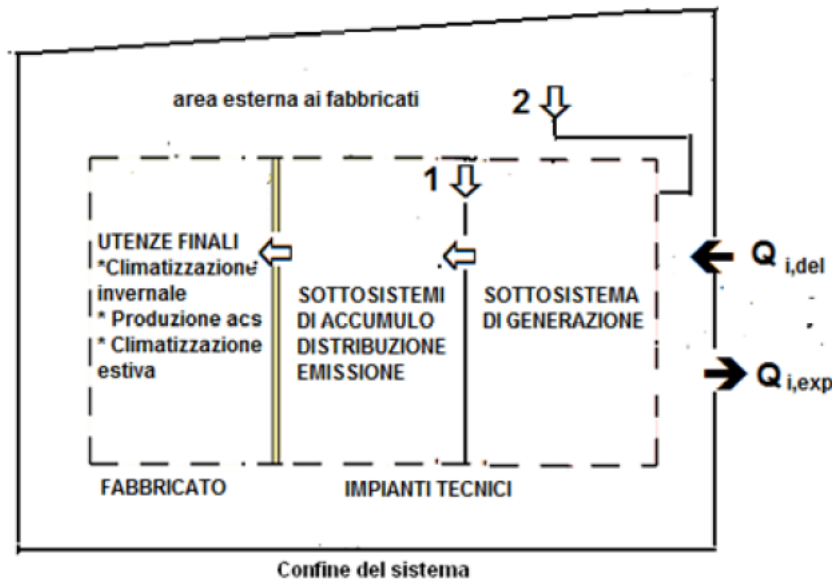 area esterna ai fabbricati
2
1
UTENZE FINALI
*Climatizzazione
invernale
* Produzione acs
* Climatizzazione
estiva
SOTTOSISTEMI
DI ACCUMULO
DISTRIBUZIONE
EMISSIONE
SOTTOSISTEMA
DI GENERAZIONE
Q i,del
Q i,exp
FABBRICATO
IMPIANTI TECNICI
Confine del sistema